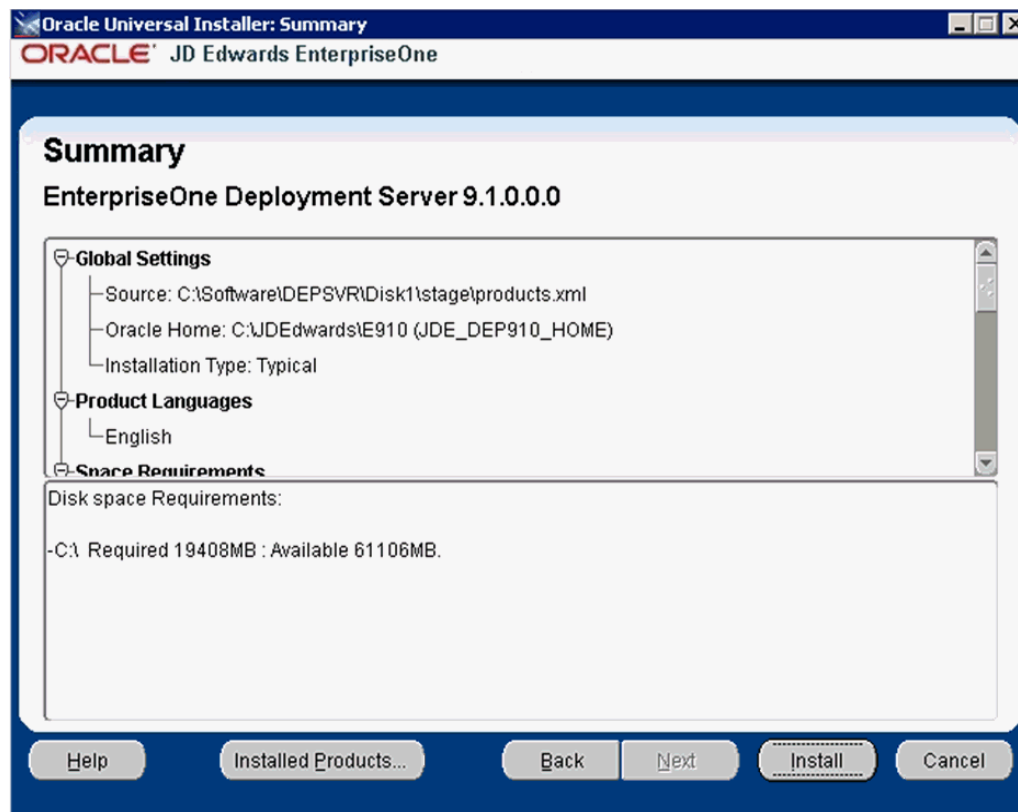 Oracle Universal Installer: Summary
ORACLE JD Edwards EnterpriseOne
Summary
EnterpriseOne Deployment Server 9.1.0.0.0
Global Settings
Source: C:\Software\DEPSVR\Disk1\stage\products.xml
Oracle Home: C:\JDEdwards\E910 (JDE_DEP910_HOME)
Installation Type: Typical
Product Languages
English
Space Requirements
Disk space Requirements:
-C:\ Required 19408MB : Available 61106MB.
Help Installed Products... Back Next Install Cancel